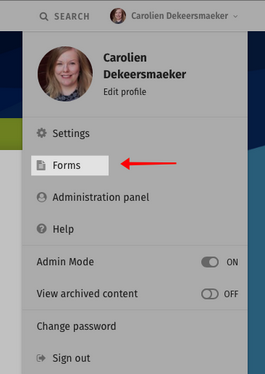 SEARCH Carolien Dekeersmaeker
Carolien
Dekeersmaeker
Edit profile
Settings
Forms
Administration panel
Help
Admin Mode ON
View archived content OFF
Change password
Sign out